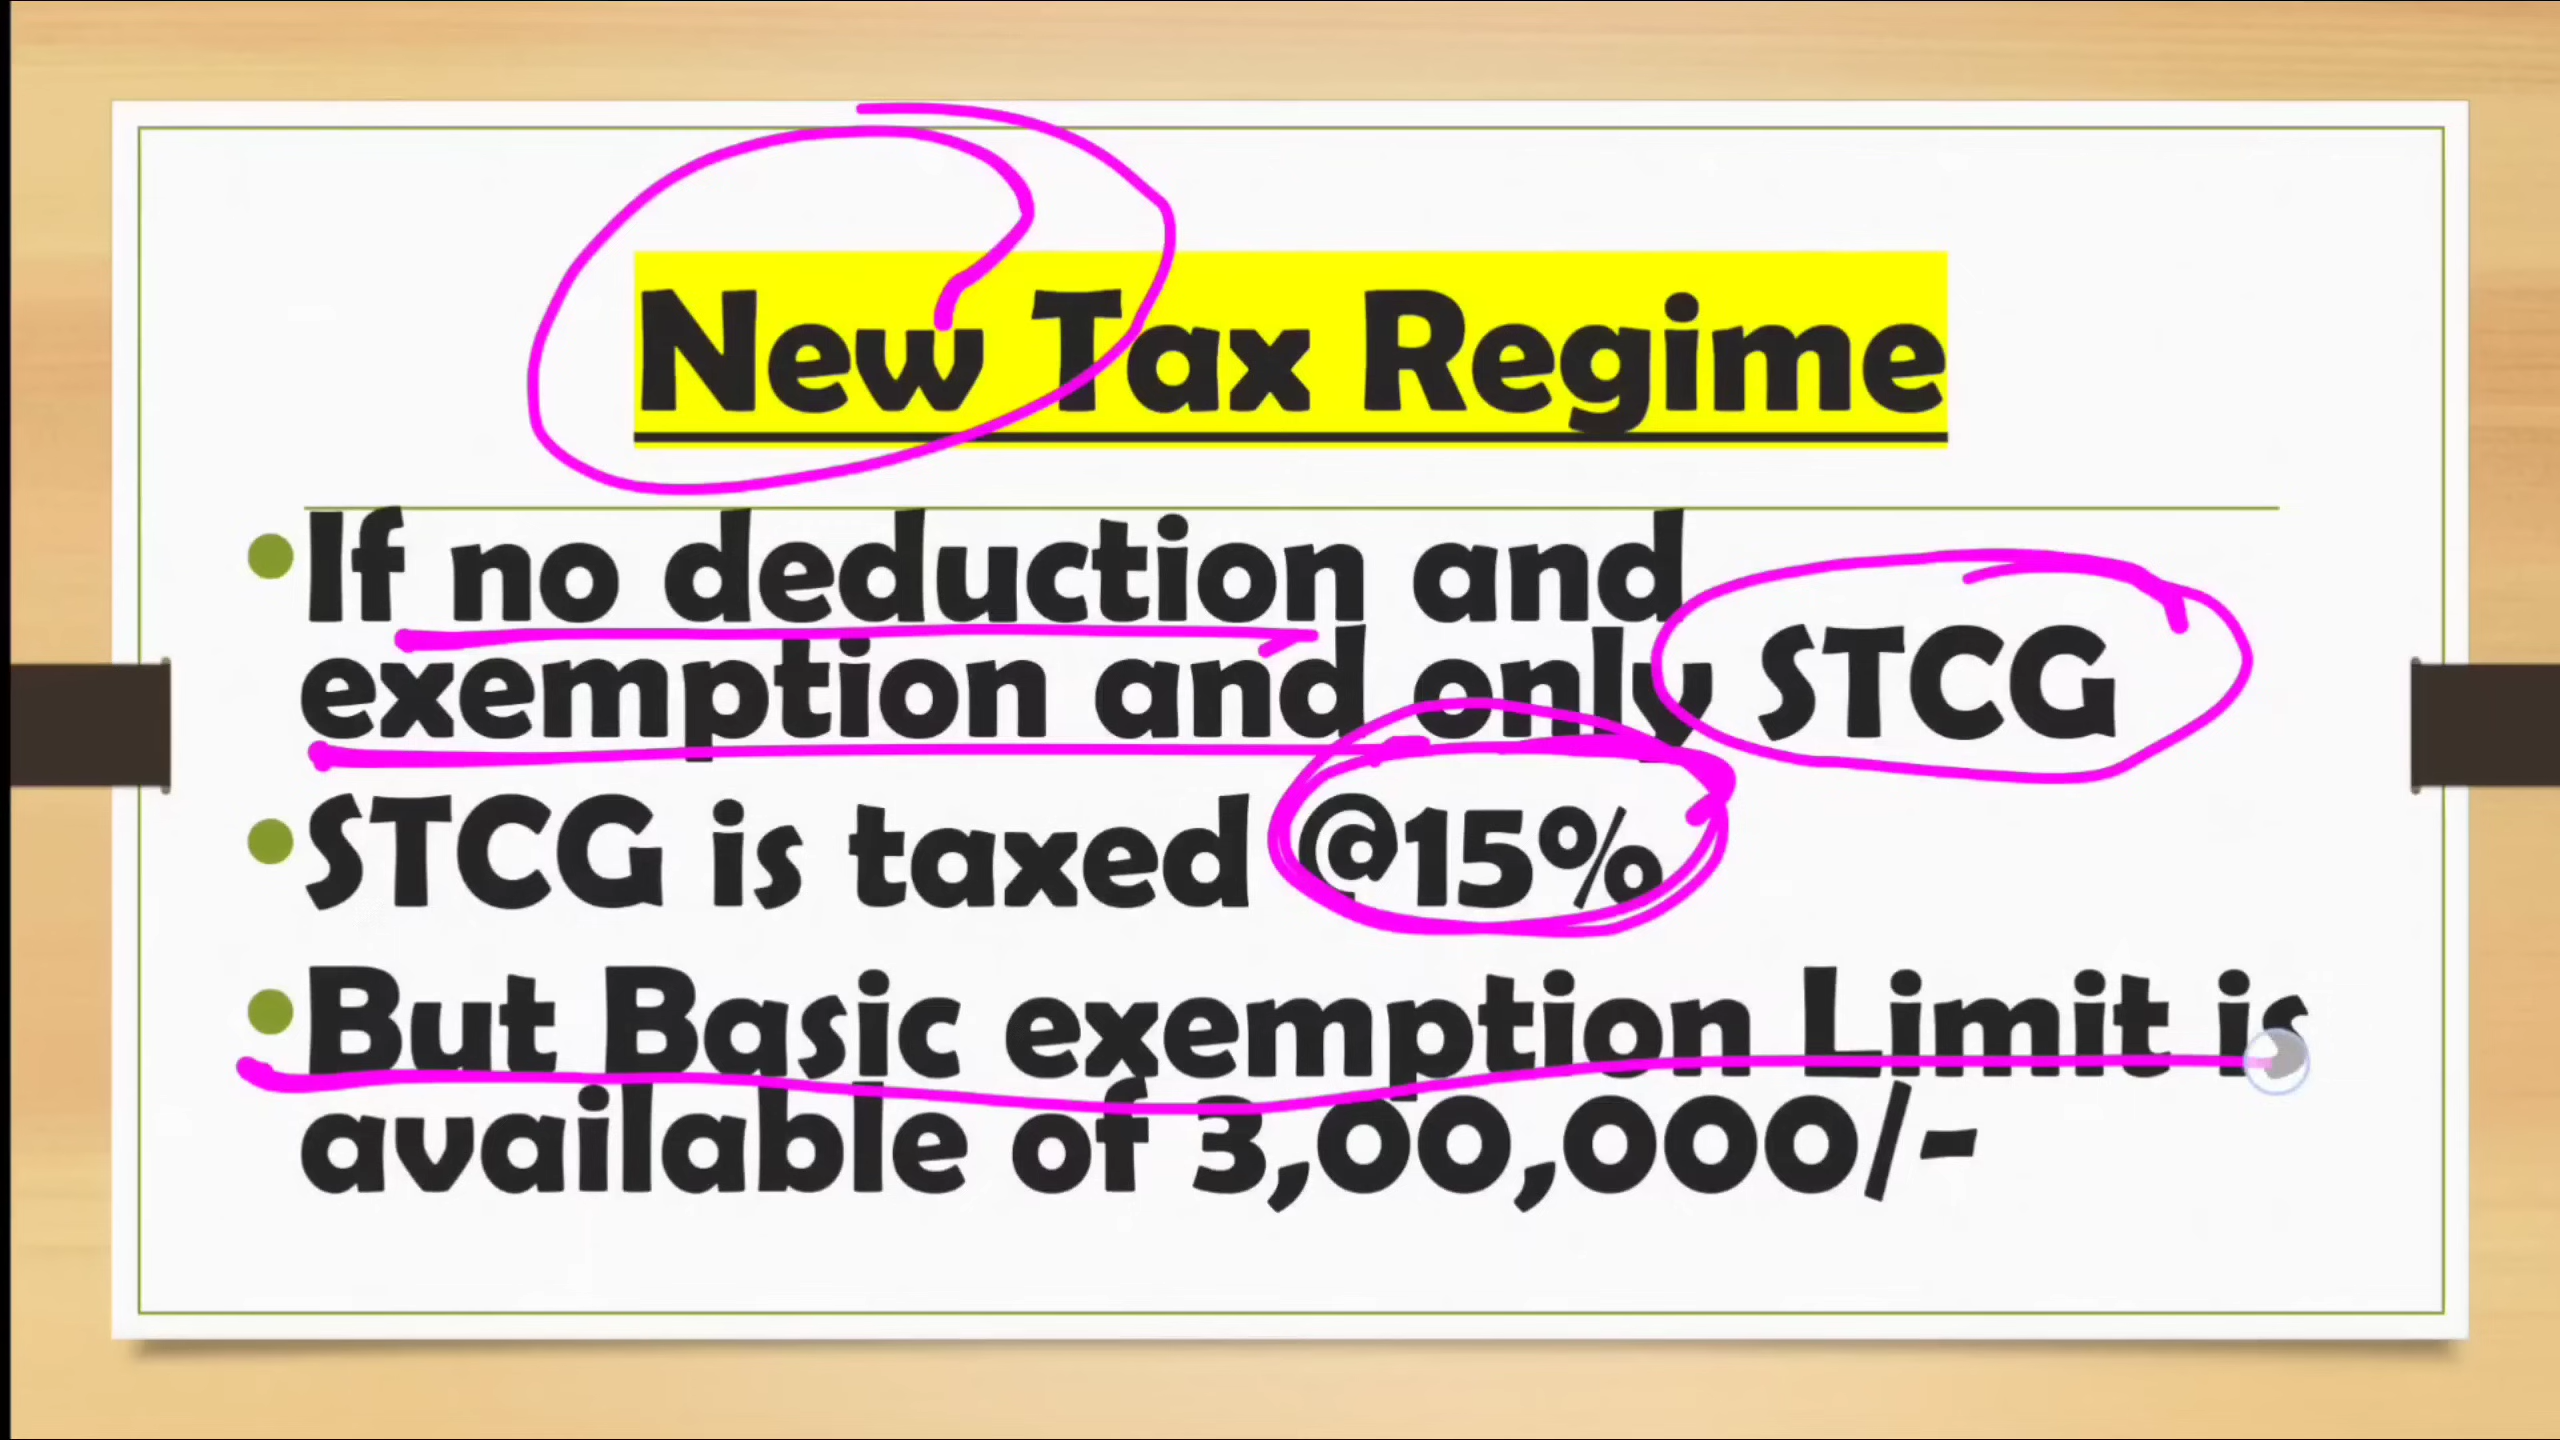 New Tax Regime
If no deduction and
exemption and only STCG
STCG is taxed @15%
But Basic exemption Limit is
available of 3,00,000/-